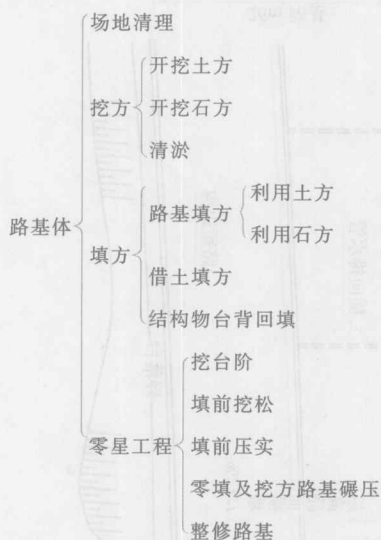 场地清理
开挖土方
挖方 开挖石方
清淤
利用土方
路基填方
利用石方
路基体
填方
借土填方
结构物台背回填
挖台阶
填前挖松
零星工程 填前压实
零填及挖方路基碾压
整修路基